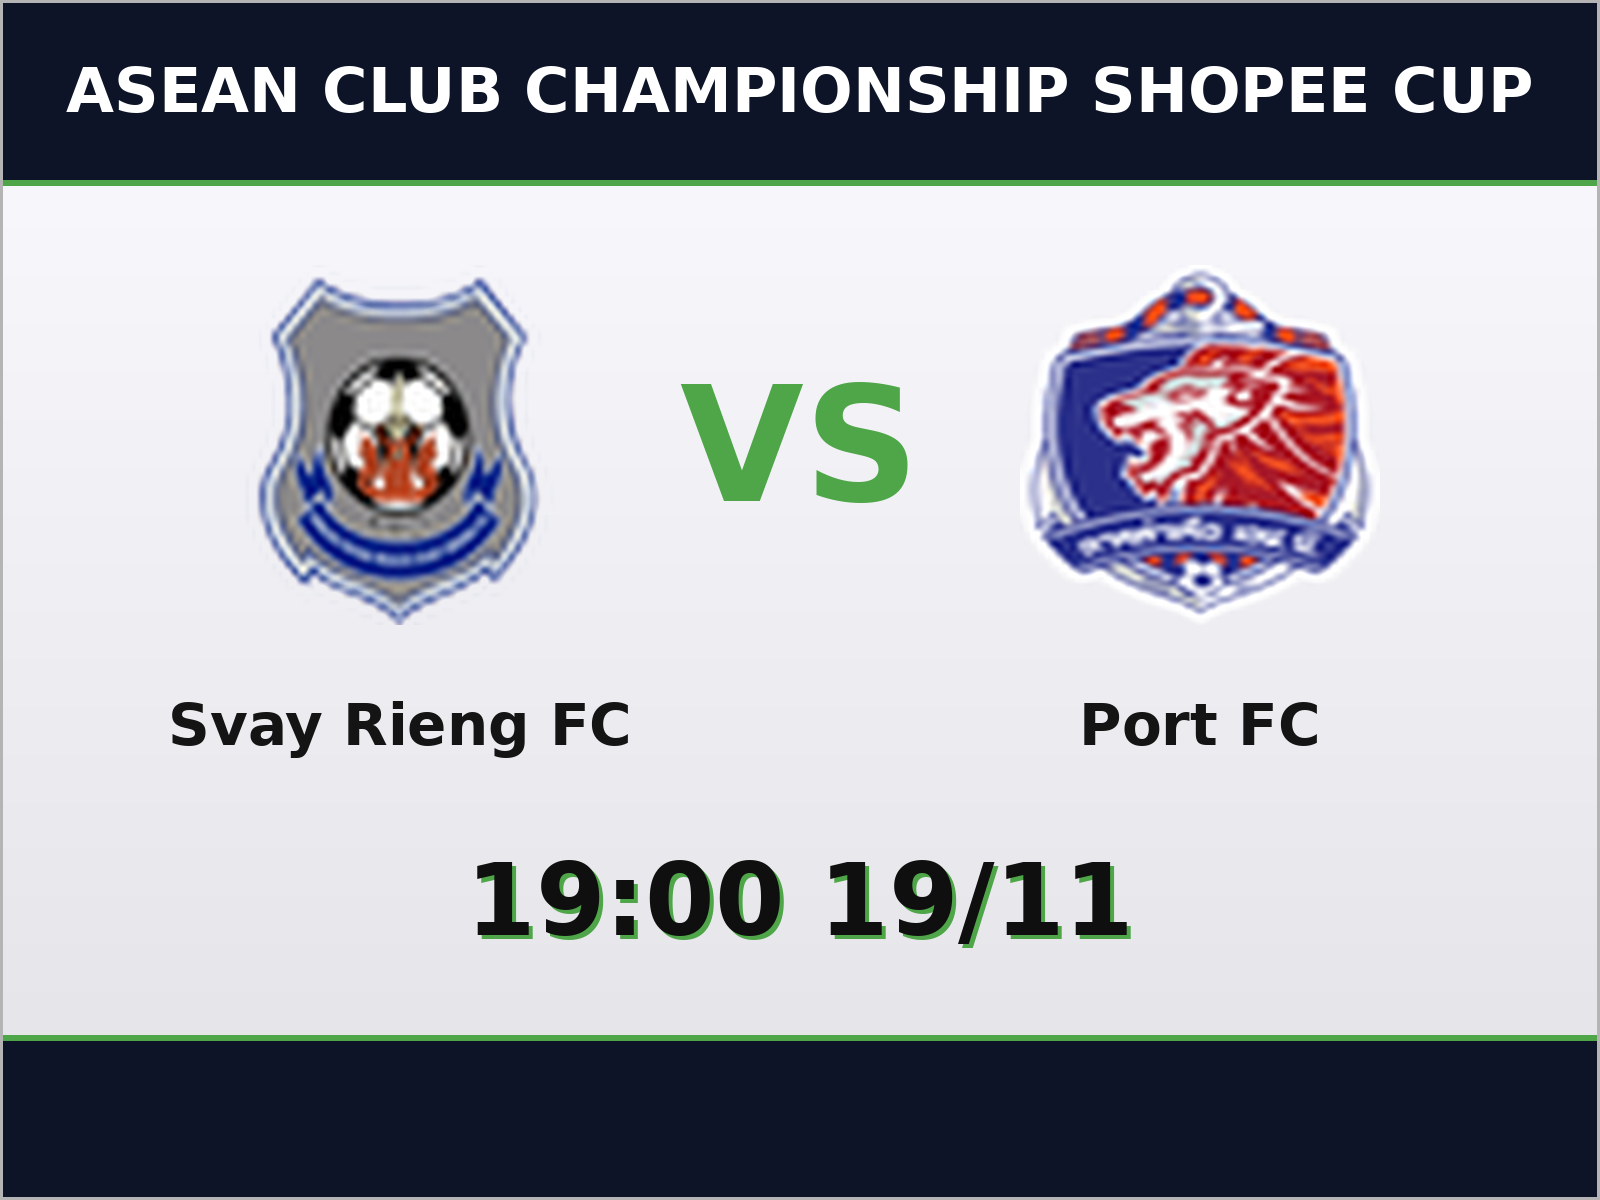 ASEAN CLUB CHAMPIONSHIP SHOPEE CUP
VS
Svay Rieng FC
Port FC
19:00 19/11